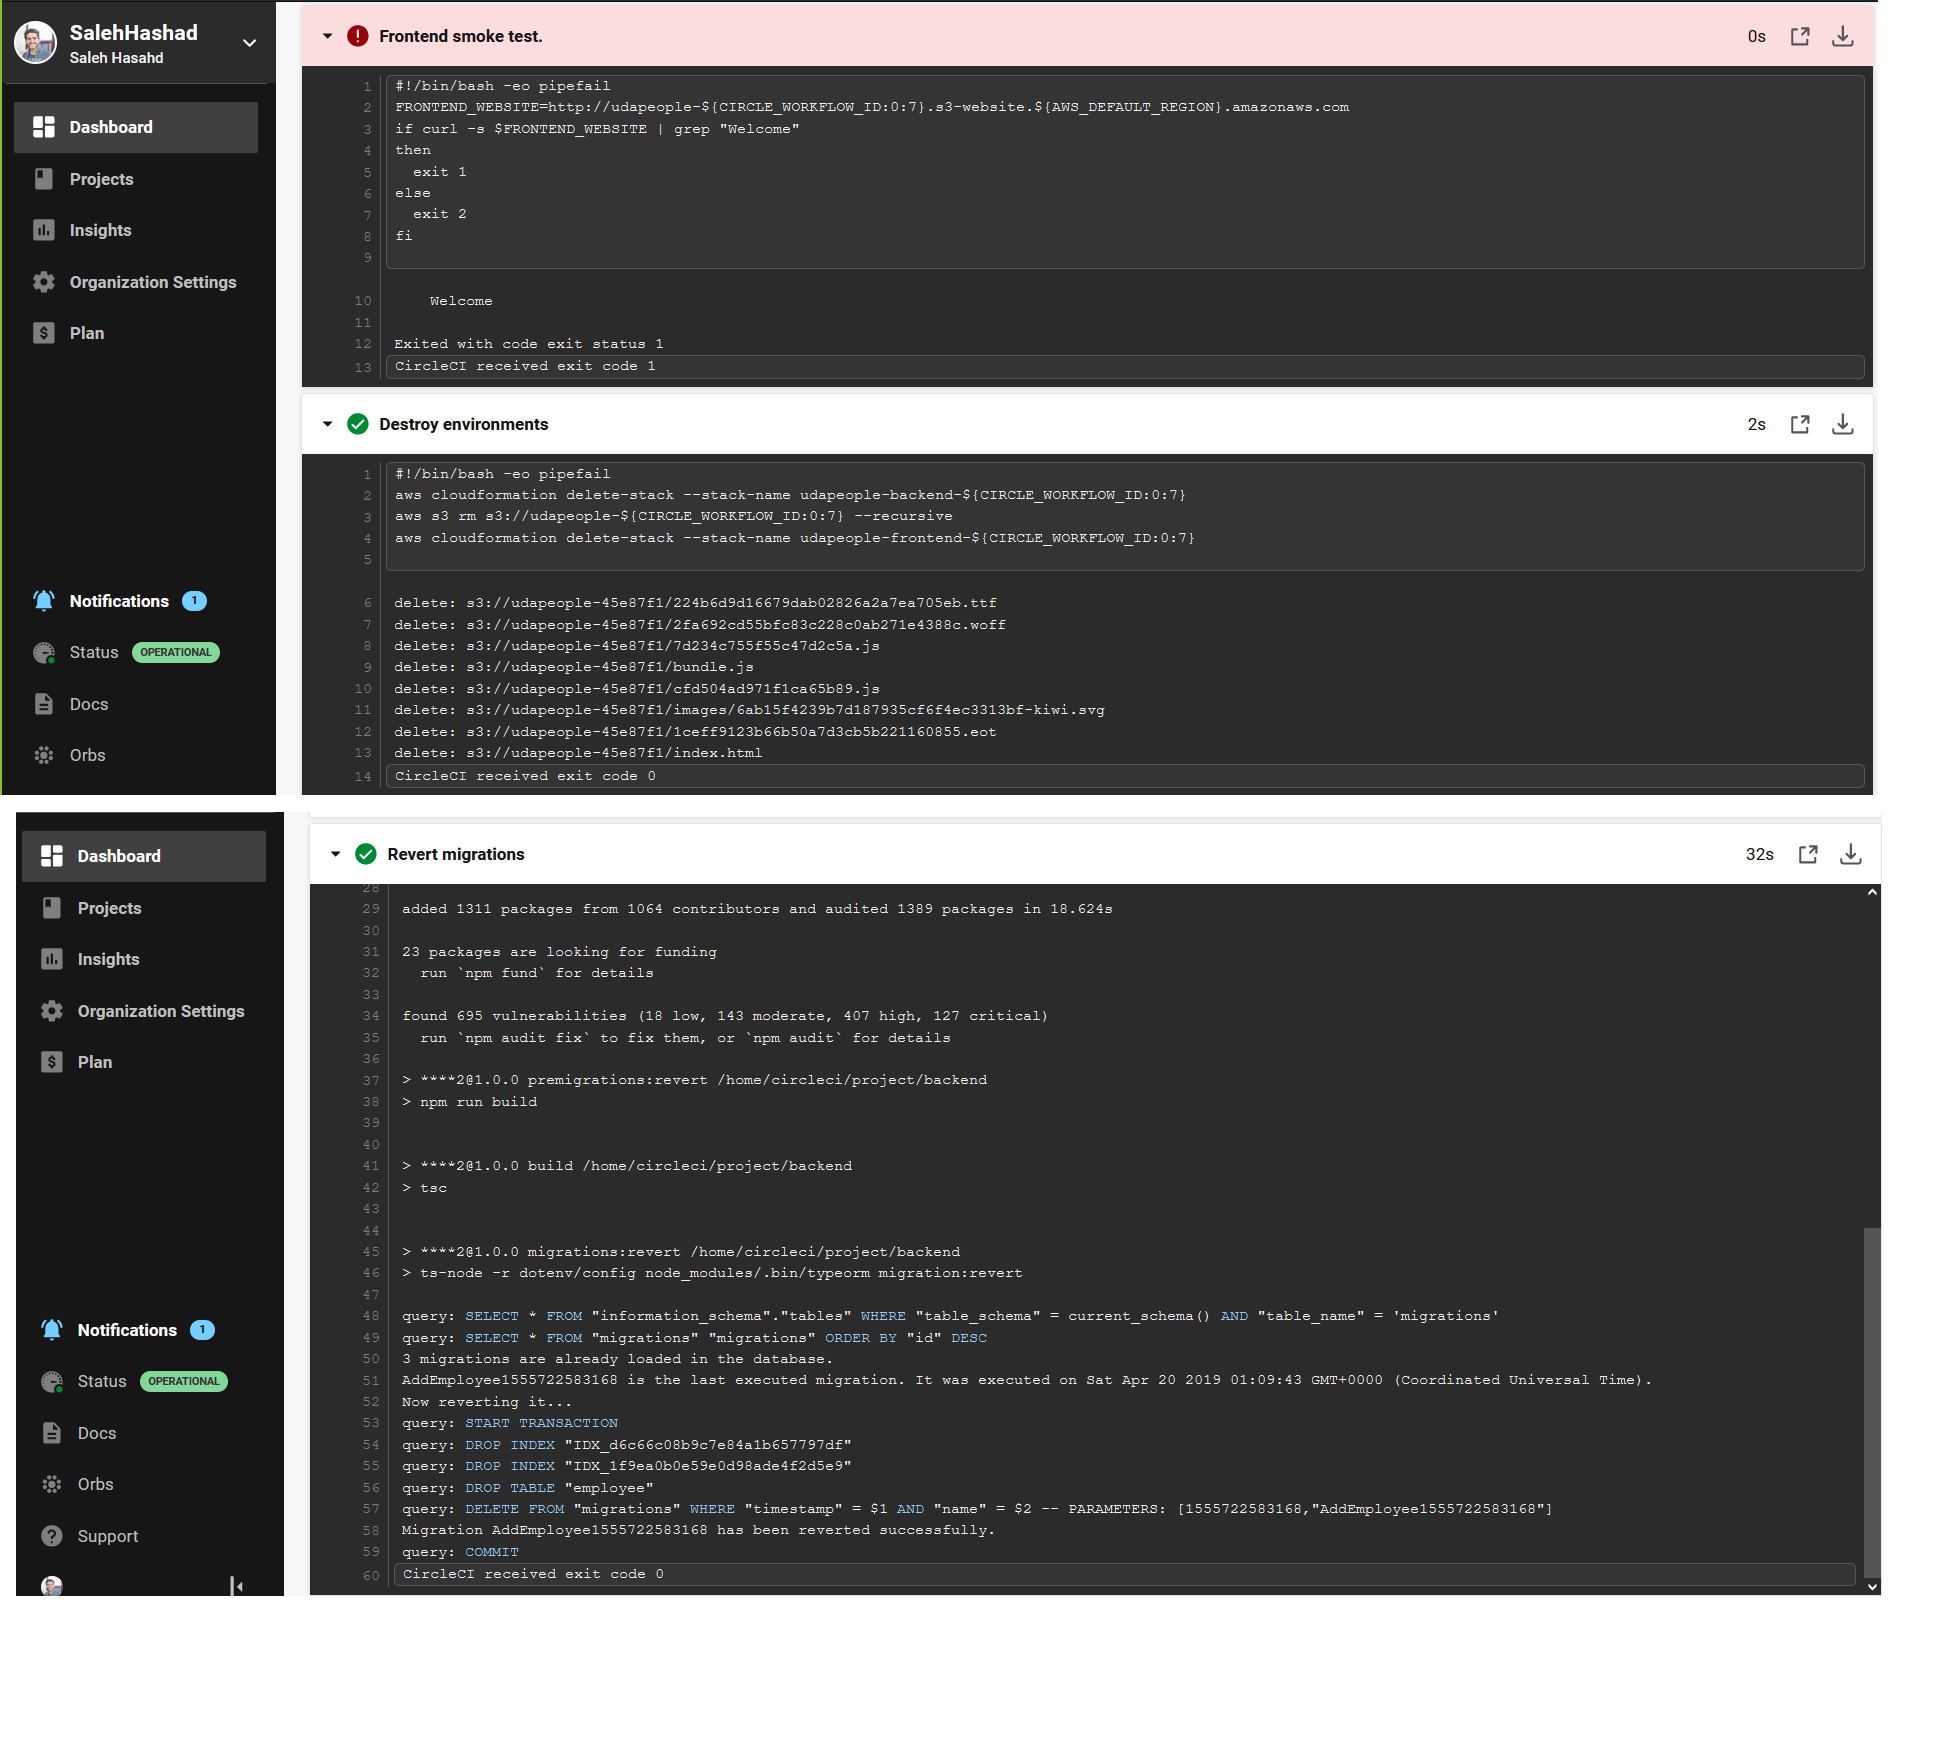 SalehHashad
Saleh Hasahd
Dashboard
Projects
Insights
Organization Settings
Plan
Notifications 1
Status OPERATIONAL
Docs
Orbs
Frontend smoke test.
0s
1 #!/bin/bash -eo pipefail
2 FRONTEND_WEBSITE=http://udapeople-${CIRCLE_WORKFLOW_ID:0:7}.s3-website.${AWS_DEFAULT_REGION}.amazonaws.com
3 if curl -s $FRONTEND_WEBSITE | grep "Welcome"
4 then
5 exit 1
6 else
7 exit 2
8 fi
9
10 Welcome
11
12 Exited with code exit status 1
13 CircleCI received exit code 1
Destroy environments
2s
1 #!/bin/bash -eo pipefail
2 aws cloudformation delete-stack --stack-name udapeople-backend-${CIRCLE_WORKFLOW_ID:0:7}
3 aws s3 rm s3://udapeople-${CIRCLE_WORKFLOW_ID:0:7} --recursive
4 aws cloudformation delete-stack --stack-name udapeople-frontend-${CIRCLE_WORKFLOW_ID:0:7}
5
6 delete: s3://udapeople-45e87f1/224b6d9d16679dab02826a2a7ea705eb.ttf
7 delete: s3://udapeople-45e87f1/2fa692cd55bfc83c228c0ab271e4388c.woff
8 delete: s3://udapeople-45e87f1/7d234c755f55c47d2c5a.js
9 delete: s3://udapeople-45e87f1/bundle.js
10 delete: s3://udapeople-45e87f1/cfd504ad971f1ca65b89.js
11 delete: s3://udapeople-45e87f1/images/6ab15f4239b7d187935cf6f4ec3313bf-kiwi.svg
12 delete: s3://udapeople-45e87f1/1ceff9123b66b50a7d3cb5b221160855.eot
13 delete: s3://udapeople-45e87f1/index.html
14 CircleCI received exit code 0
Dashboard
Projects
Insights
Organization Settings
Plan
Notifications 1
Status OPERATIONAL
Docs
Orbs
Support
Revert migrations
32s
28
29 added 1311 packages from 1064 contributors and audited 1389 packages in 18.624s
30
31 23 packages are looking for funding
32 run `npm fund` for details
33
34 found 695 vulnerabilities (18 low, 143 moderate, 407 high, 127 critical)
35 run `npm audit fix` to fix them, or `npm audit` for details
36
37 > ****2@1.0.0 premigrations:revert /home/circleci/project/backend
38 > npm run build
39
40
41 > ****2@1.0.0 build /home/circleci/project/backend
42 > tsc
43
44
45 > ****2@1.0.0 migrations:revert /home/circleci/project/backend
46 > ts-node -r dotenv/config node_modules/.bin/typeorm migration:revert
47
48 query: SELECT * FROM "information_schema"."tables" WHERE "table_schema" = current_schema() AND "table_name" = 'migrations'
49 query: SELECT * FROM "migrations" "migrations" ORDER BY "id" DESC
50 3 migrations are already loaded in the database.
51 AddEmployee1555722583168 is the last executed migration. It was executed on Sat Apr 20 2019 01:09:43 GMT+0000 (Coordinated Universal Time).
52 Now reverting it...
53 query: START TRANSACTION
54 query: DROP INDEX "IDX_d6c66c08b9c7e84a1b657797df"
55 query: DROP INDEX "IDX_1f9ea0b0e59e0d98ade4f2d5e9"
56 query: DROP TABLE "employee"
57 query: DELETE FROM "migrations" WHERE "timestamp" = $1 AND "name" = $2 -- PARAMETERS: [1555722583168,"AddEmployee1555722583168"]
58 Migration AddEmployee1555722583168 has been reverted successfully.
59 query: COMMIT
60 CircleCI received exit code 0